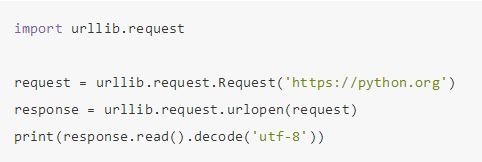 import urllib.request
request = urllib.request.Request('https://python.org')
response = urllib.request.urlopen(request)
print(response.read().decode('utf-8'))